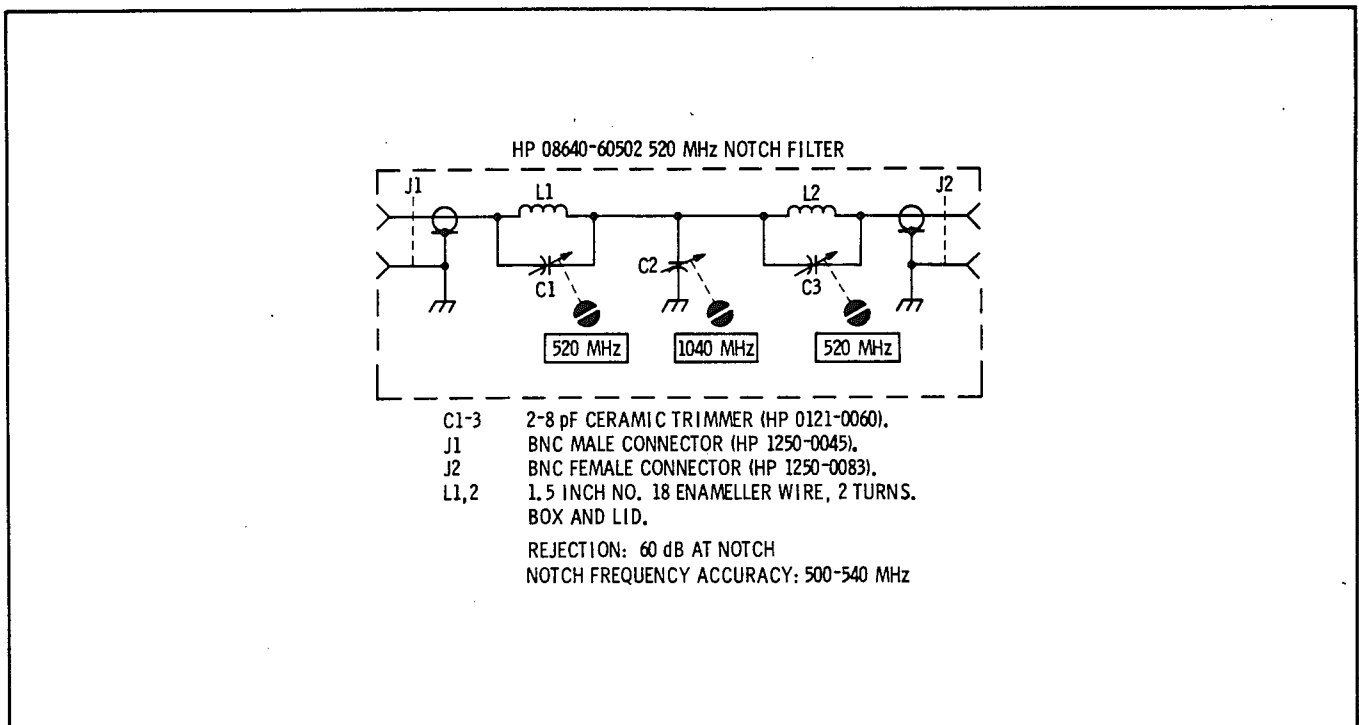 HP 08640-60502 520 MHz NOTCH FILTER
J1
L1
L2
J2
C1
C2
C3
520 MHz
1040 MHz
520 MHz
C1-3 2-8 pF CERAMIC TRIMMER (HP 0121-0060).
J1 BNC MALE CONNECTOR (HP 1250-0045).
J2 BNC FEMALE CONNECTOR (HP 1250-0083).
L1,2 1.5 INCH NO. 18 ENAMELLER WIRE, 2 TURNS.
BOX AND LID.
REJECTION: 60 dB AT NOTCH
NOTCH FREQUENCY ACCURACY: 500-540 MHz